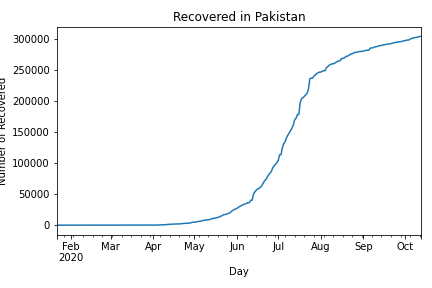 Recovered in Pakistan
Number of Recovered
300000
250000
200000
150000
100000
50000
0
Feb Mar Apr May Jun Jul Aug Sep Oct
2020
Day